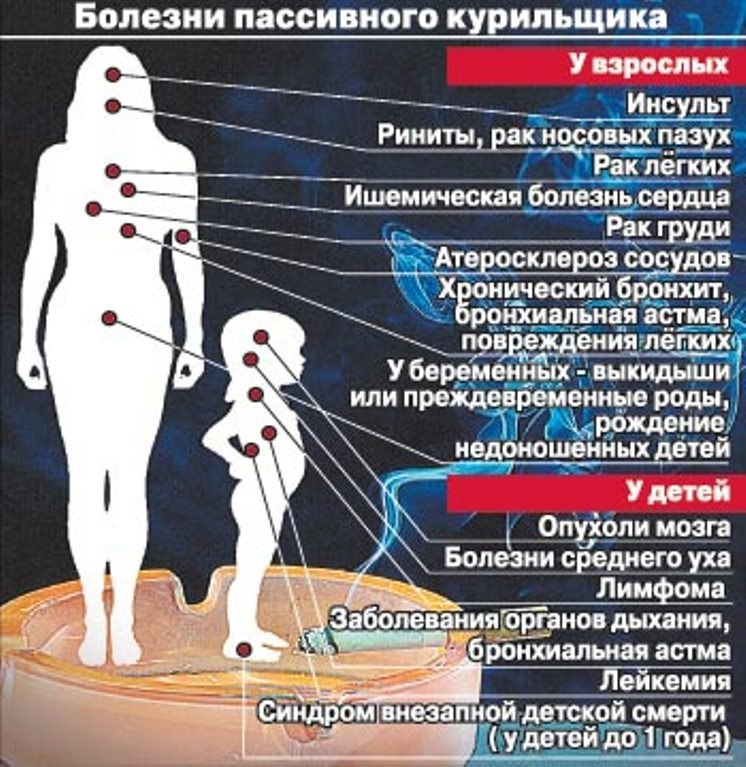 Болезни пассивного курильщика
У взрослых
Инсульт
Риниты, рак носовых пазух
Рак лёгких
Ишемическая болезнь сердца
Рак груди
Атеросклероз сосудов
Хронический бронхит,
бронхиальная астма,
повреждения лёгких
У беременных - выкидыши
или преждевременные роды,
рождение
недоношенных детей
У детей
Опухоли мозга
Болезни среднего уха
Лимфома
Заболевания органов дыхания,
бронхиальная астма
Лейкемия
Синдром внезапной детской смерти
( у детей до 1 года)